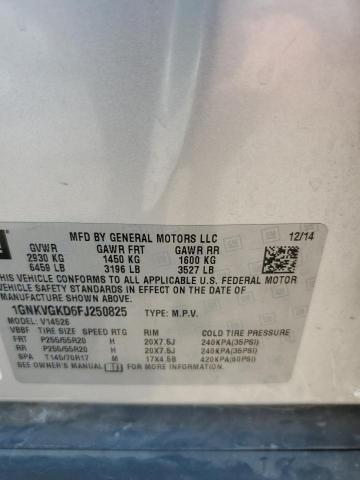 MFD BY GENERAL MOTORS LLC 12/14
GVWR GAWR FRT GAWR RR
2930 KG 1450 KG 1600 KG
6459 LB 3196 LB 3527 LB
THIS VEHICLE CONFORMS TO ALL APPLICABLE U.S. FEDERAL MOTOR
VEHICLE SAFETY STANDARDS IN EFFECT ON THE DATE OF
MANUFACTURE SHOWN ABOVE.
1GNKVGKD6FJ250825 TYPE: M.P.V.
MODEL: V14526
VBBF TIRE SIZE SPEED RTG RIM COLD TIRE PRESSURE
FRT P255/55R20 H 20X7.5J 240KPA(35PSI)
RR P255/55R20 H 20X7.5J 240KPA(35PSI)
SPA T145/70R17 M 17X4.5B 420KPA(60PSI)
SEE OWNER'S MANUAL